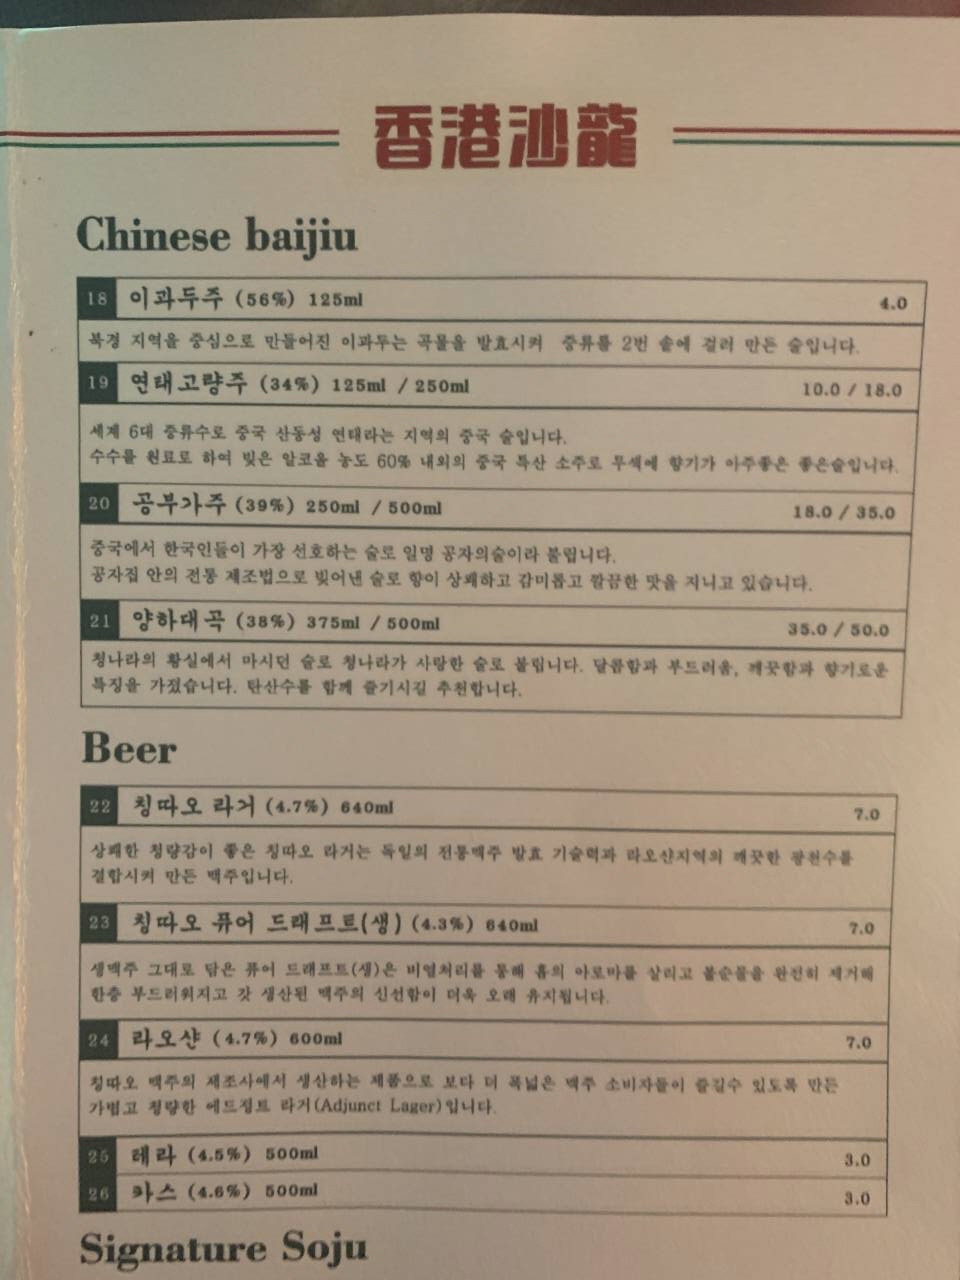 香港沙龍
Chinese baijiu
18 이과두주 (56%) 125ml 4.0
북경 지역을 중심으로 만들어진 이과두는 곡물을 발효시켜 증류를 2번 솥에 걸러 만든 술입니다.
19 연태고량주 (34%) 125ml / 250ml 10.0 / 18.0
세계 6대 증류수로 중국 산동성 연태라는 지역의 중국 술입니다.
수수를 원료로 하여 빚은 알코올 농도 60% 내외의 중국 특산 소주로 무색에 향기가 아주좋은 좋은술입니다.
20 공부가주 (39%) 250ml / 500ml 18.0 / 35.0
중국에서 한국인들이 가장 선호하는 술로 일명 공자의술이라 불립니다.
공자집 안의 전통 제조법으로 빚어낸 술로 향이 상쾌하고 감미롭고 깔끔한 맛을 지니고 있습니다.
21 양하대곡 (38%) 375ml / 500ml 35.0 / 50.0
청나라의 황실에서 마시던 술로 청나라가 사랑한 술로 불립니다. 달콤함과 부드러움, 깨끗함과 향기로운
특징을 가졌습니다. 탄산수를 함께 즐기시길 추천합니다.
Beer
22 칭따오 라거 (4.7%) 640ml 7.0
상쾌한 청량감이 좋은 칭따오 라거는 독일의 전통맥주 발효 기술력과 라오샨지역의 깨끗한 광천수를
결합시켜 만든 맥주입니다.
23 칭따오 퓨어 드래프트(생) (4.3%) 640ml 7.0
생맥주 그대로 담은 퓨어 드래프트(생)은 비열처리를 통해 홉의 아로마를 살리고 불순물을 완전히 제거해
한층 부드러워지고 갓 생산된 맥주의 신선함이 더욱 오래 유지됩니다.
24 라오샨 (4.7%) 600ml 7.0
칭따오 맥주의 제조사에서 생산하는 제품으로 보다 더 폭넓은 맥주 소비자들이 즐길수 있도록 만든
가볍고 청량한 에드정트 라거(Adjunct Lager)입니다.
25 테라 (4.5%) 500ml 3.0
26 카스 (4.6%) 500ml 3.0
Signature Soju